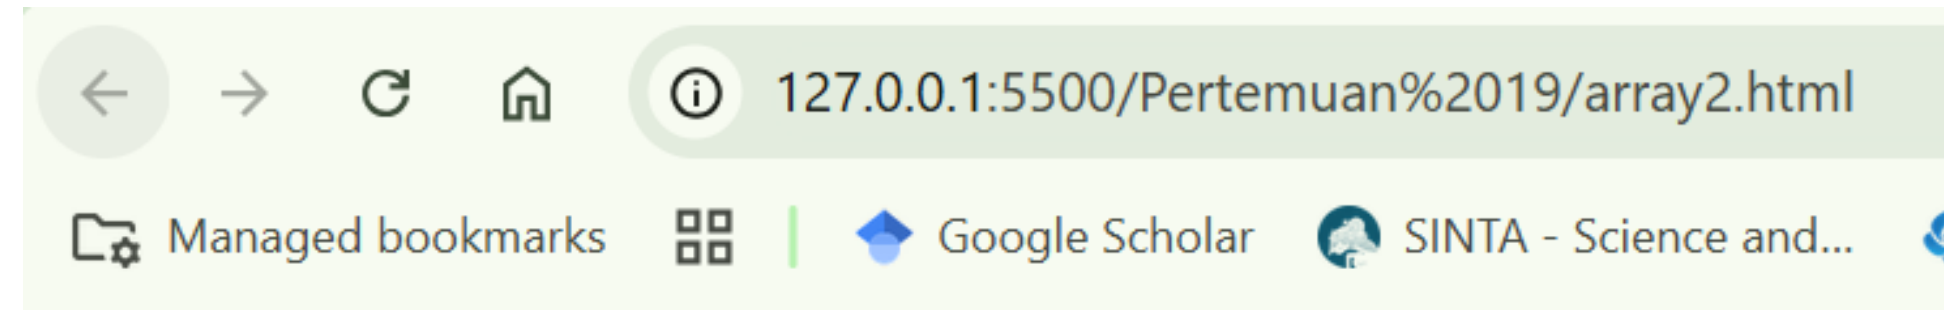 127.0.0.1:5500/Pertemuan%2019/array2.html
Managed bookmarks Google Scholar SINTA - Science and...